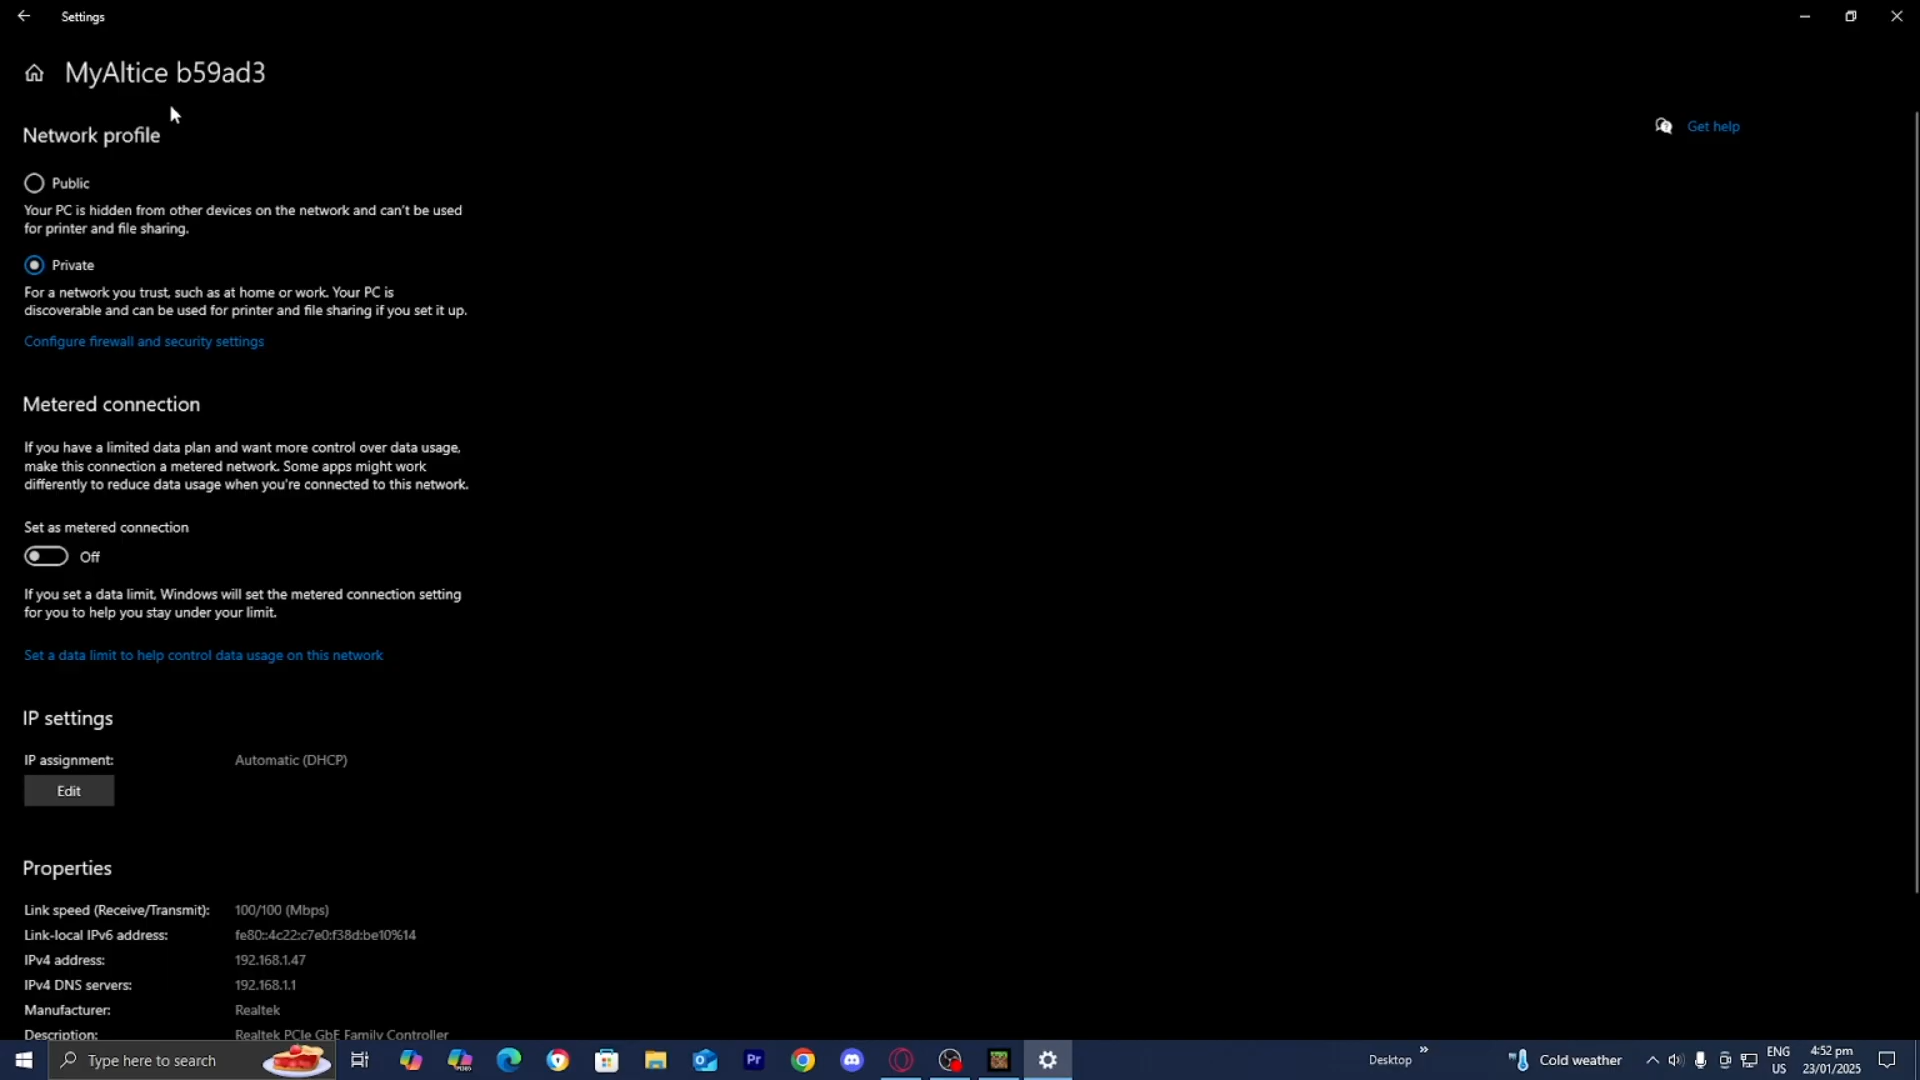 Settings
MyAltice b59ad3
Network profile
Get help
Public
Your PC is hidden from other devices on the network and can't be used
for printer and file sharing.
Private
For a network you trust, such as at home or work. Your PC is
discoverable and can be used for printer and file sharing if you set it up.
Configure firewall and security settings
Metered connection
If you have a limited data plan and want more control over data usage,
make this connection a metered network. Some apps might work
differently to reduce data usage when you're connected to this network.
Set as metered connection
Off
If you set a data limit, Windows will set the metered connection setting
for you to help you stay under your limit.
Set a data limit to help control data usage on this network
IP settings
IP assignment: Automatic (DHCP)
Edit
Properties
Link speed (Receive/Transmit): 100/100 (Mbps)
Link-local IPv6 address: fe80::4c22:c7e0:f38d:be10%14
IPv4 address: 192.168.1.47
IPv4 DNS servers: 192.168.1.1
Manufacturer: Realtek
Description: Realtek PCIe GbE Family Controller
Type here to search
Pr
Desktop
Cold weather
ENG
US
4:52 pm
23/01/2025